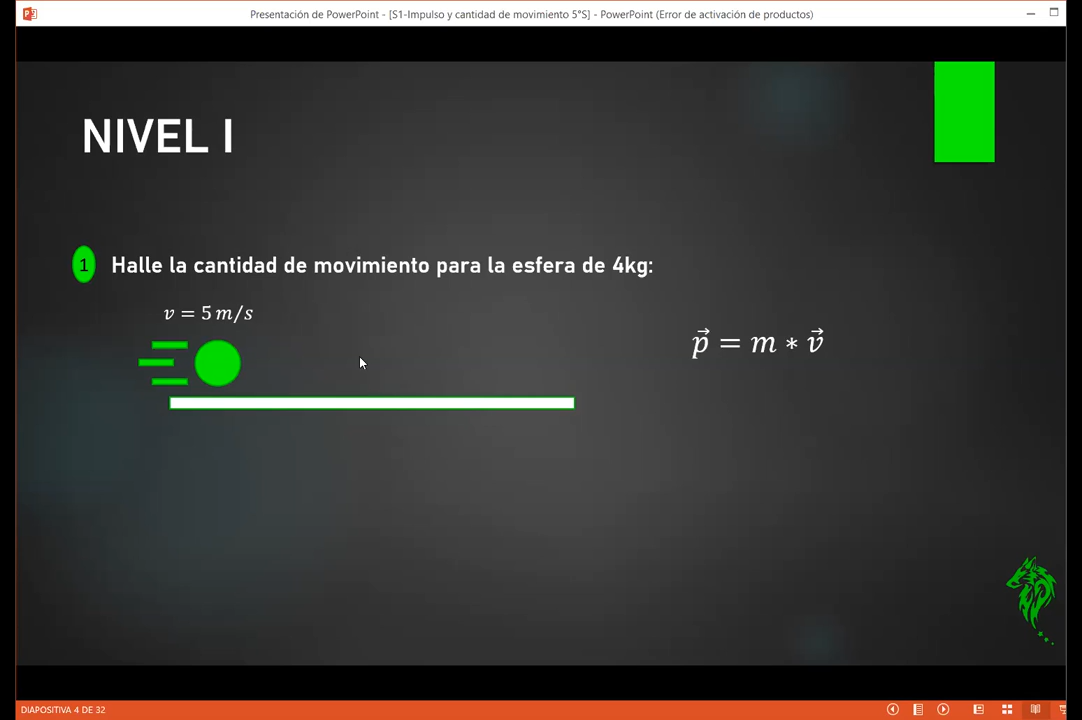 Presentación de PowerPoint - [S1-Impulso y cantidad de movimiento 5°S] - PowerPoint (Error de activación de productos)
NIVEL I
1 Halle la cantidad de movimiento para la esfera de 4kg:
v = 5 m/s
p⃗ = m ∗ v⃗
DIAPOSITIVA 4 DE 32